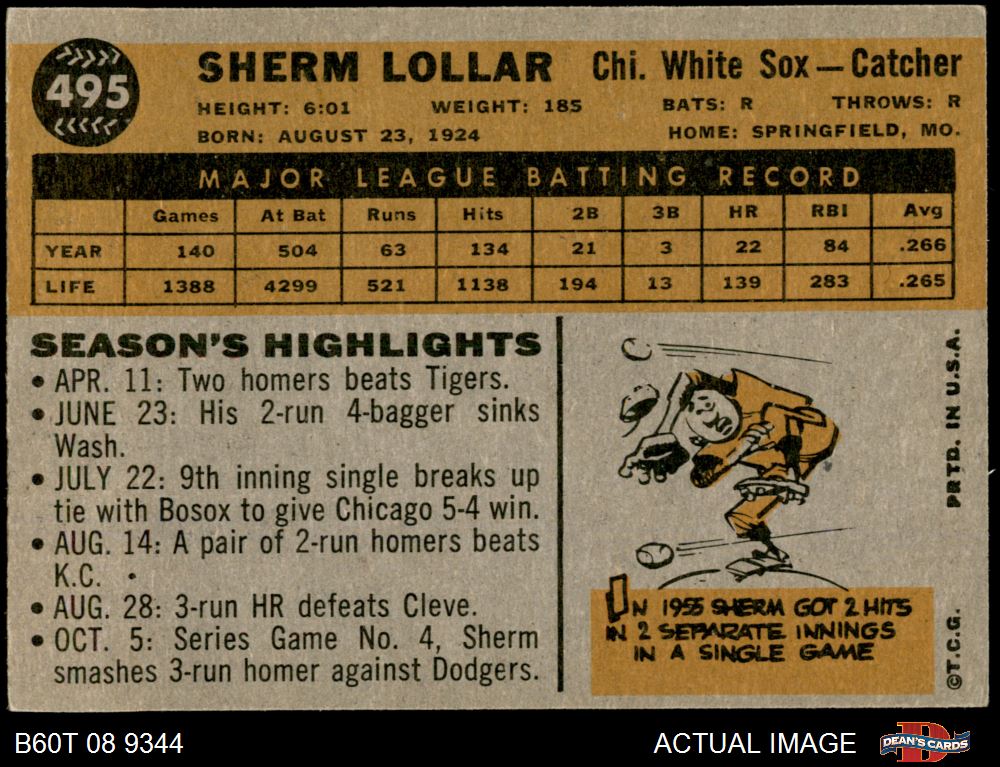 495
SHERM LOLLAR Chi. White Sox—Catcher
HEIGHT: 6:01 WEIGHT: 185 BATS: R THROWS: R
BORN: AUGUST 23, 1924 HOME: SPRINGFIELD, MO.
MAJOR LEAGUE BATTING RECORD
Games At Bat Runs Hits 2B 3B HR RBI Avg
YEAR 140 504 63 134 21 3 22 84 .266
LIFE 1388 4299 521 1138 194 13 139 283 .265
SEASON'S HIGHLIGHTS
• APR. 11: Two homers beats Tigers.
• JUNE 23: His 2-run 4-bagger sinks
Wash.
• JULY 22: 9th inning single breaks up
tie with Bosox to give Chicago 5-4 win.
• AUG. 14: A pair of 2-run homers beats
K.C.
• AUG. 28: 3-run HR defeats Cleve.
• OCT. 5: Series Game No. 4, Sherm
smashes 3-run homer against Dodgers.
IN 1955 SHERM GOT 2 HITS
IN 2 SEPARATE INNINGS
IN A SINGLE GAME
©T.C.G. PRTD. IN U.S.A.
B60T 08 9344 ACTUAL IMAGE DEAN'S CARDS